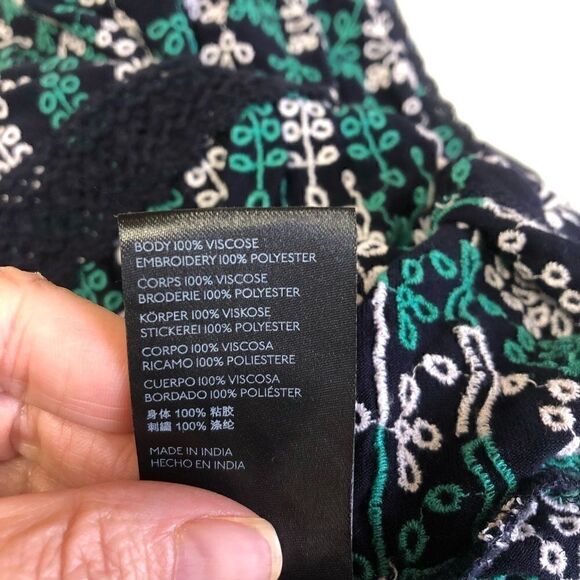 BODY 100% VISCOSE
EMBROIDERY 100% POLYESTER
CORPS 100% VISCOSE
BRODERIE 100% POLYESTER
KÖRPER 100% VISKOSE
STICKEREI 100% POLYESTER
CORPO 100% VISCOSA
RICAMO 100% POLIESTERE
CUERPO 100% VISCOSA
BORDADO 100% POLIÉSTER
身体 100% 粘胶
刺繡 100% 涤纶
MADE IN INDIA
HECHO EN INDIA